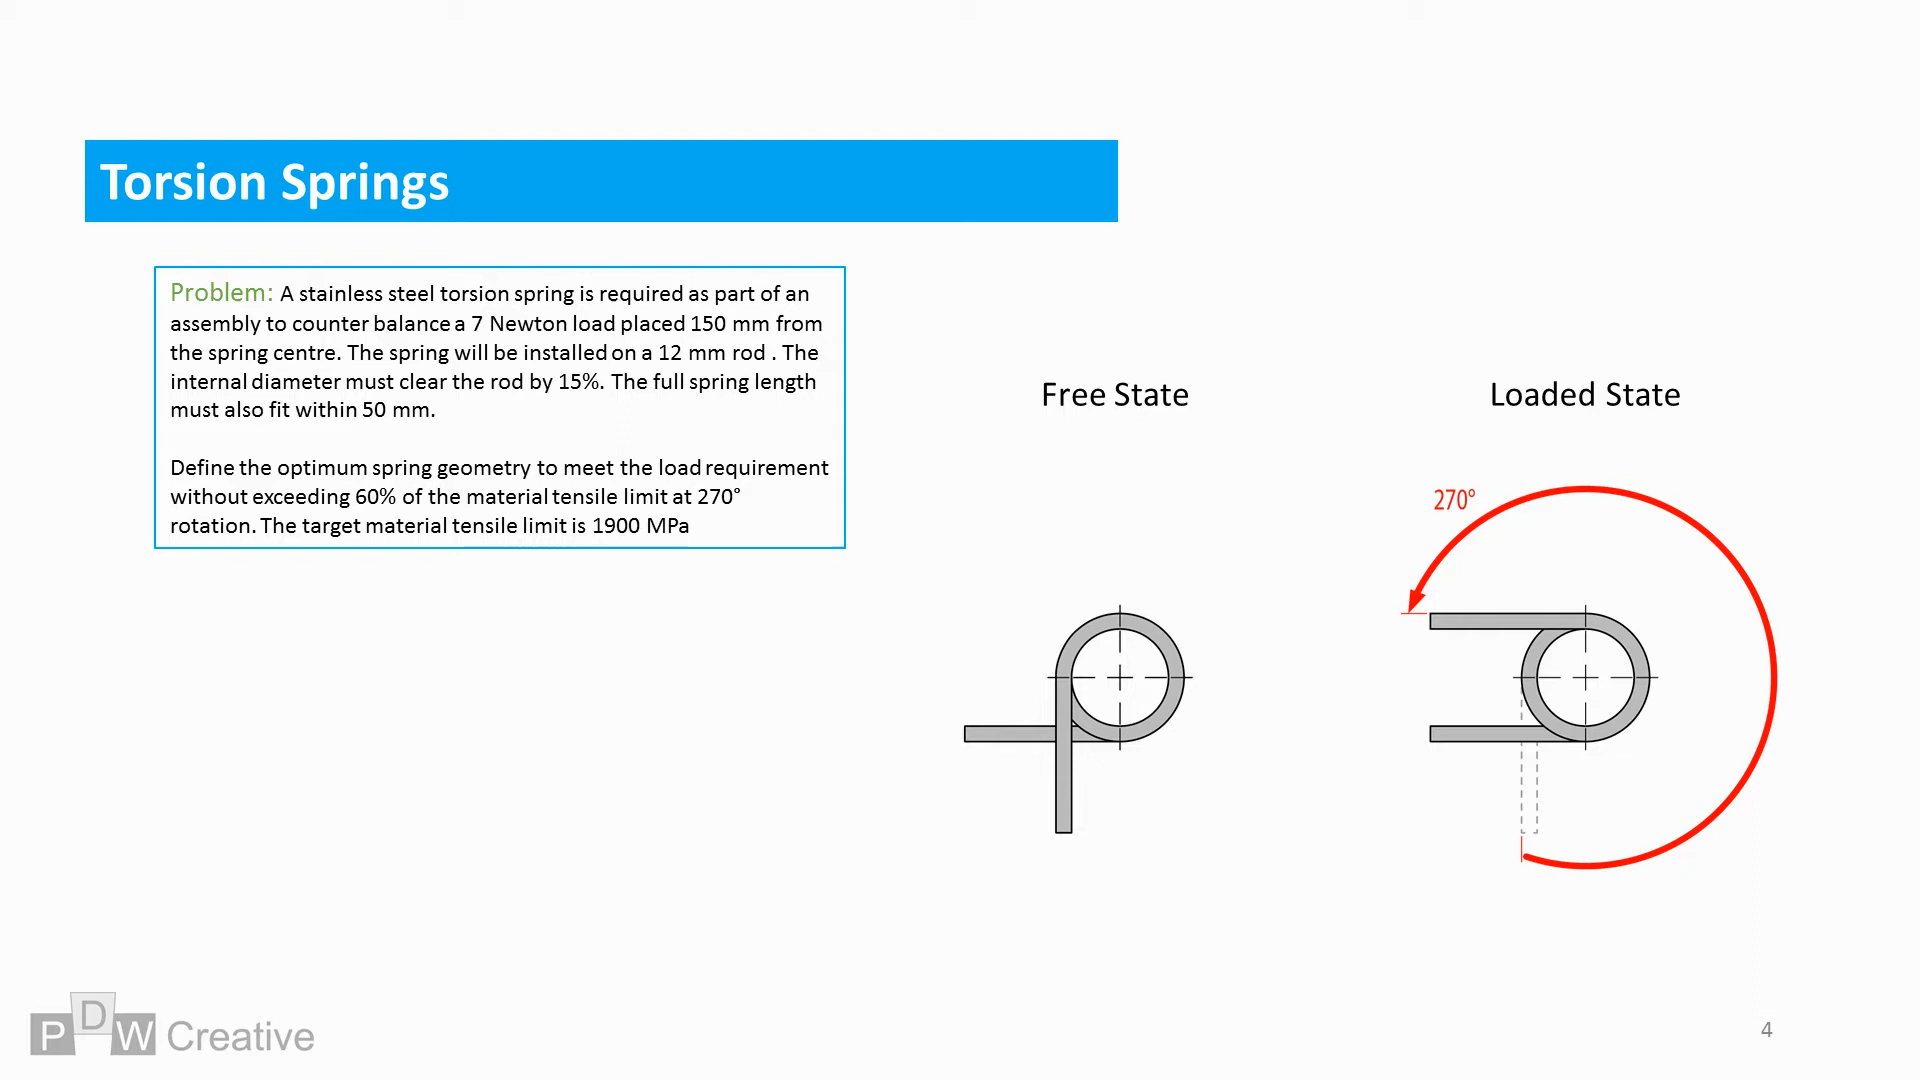 Torsion Springs
Problem: A stainless steel torsion spring is required as part of an
assembly to counter balance a 7 Newton load placed 150 mm from
the spring centre. The spring will be installed on a 12 mm rod . The
internal diameter must clear the rod by 15%. The full spring length
must also fit within 50 mm.
Define the optimum spring geometry to meet the load requirement
without exceeding 60% of the material tensile limit at 270°
rotation. The target material tensile limit is 1900 MPa
Free State
Loaded State
270°
PDW Creative
4